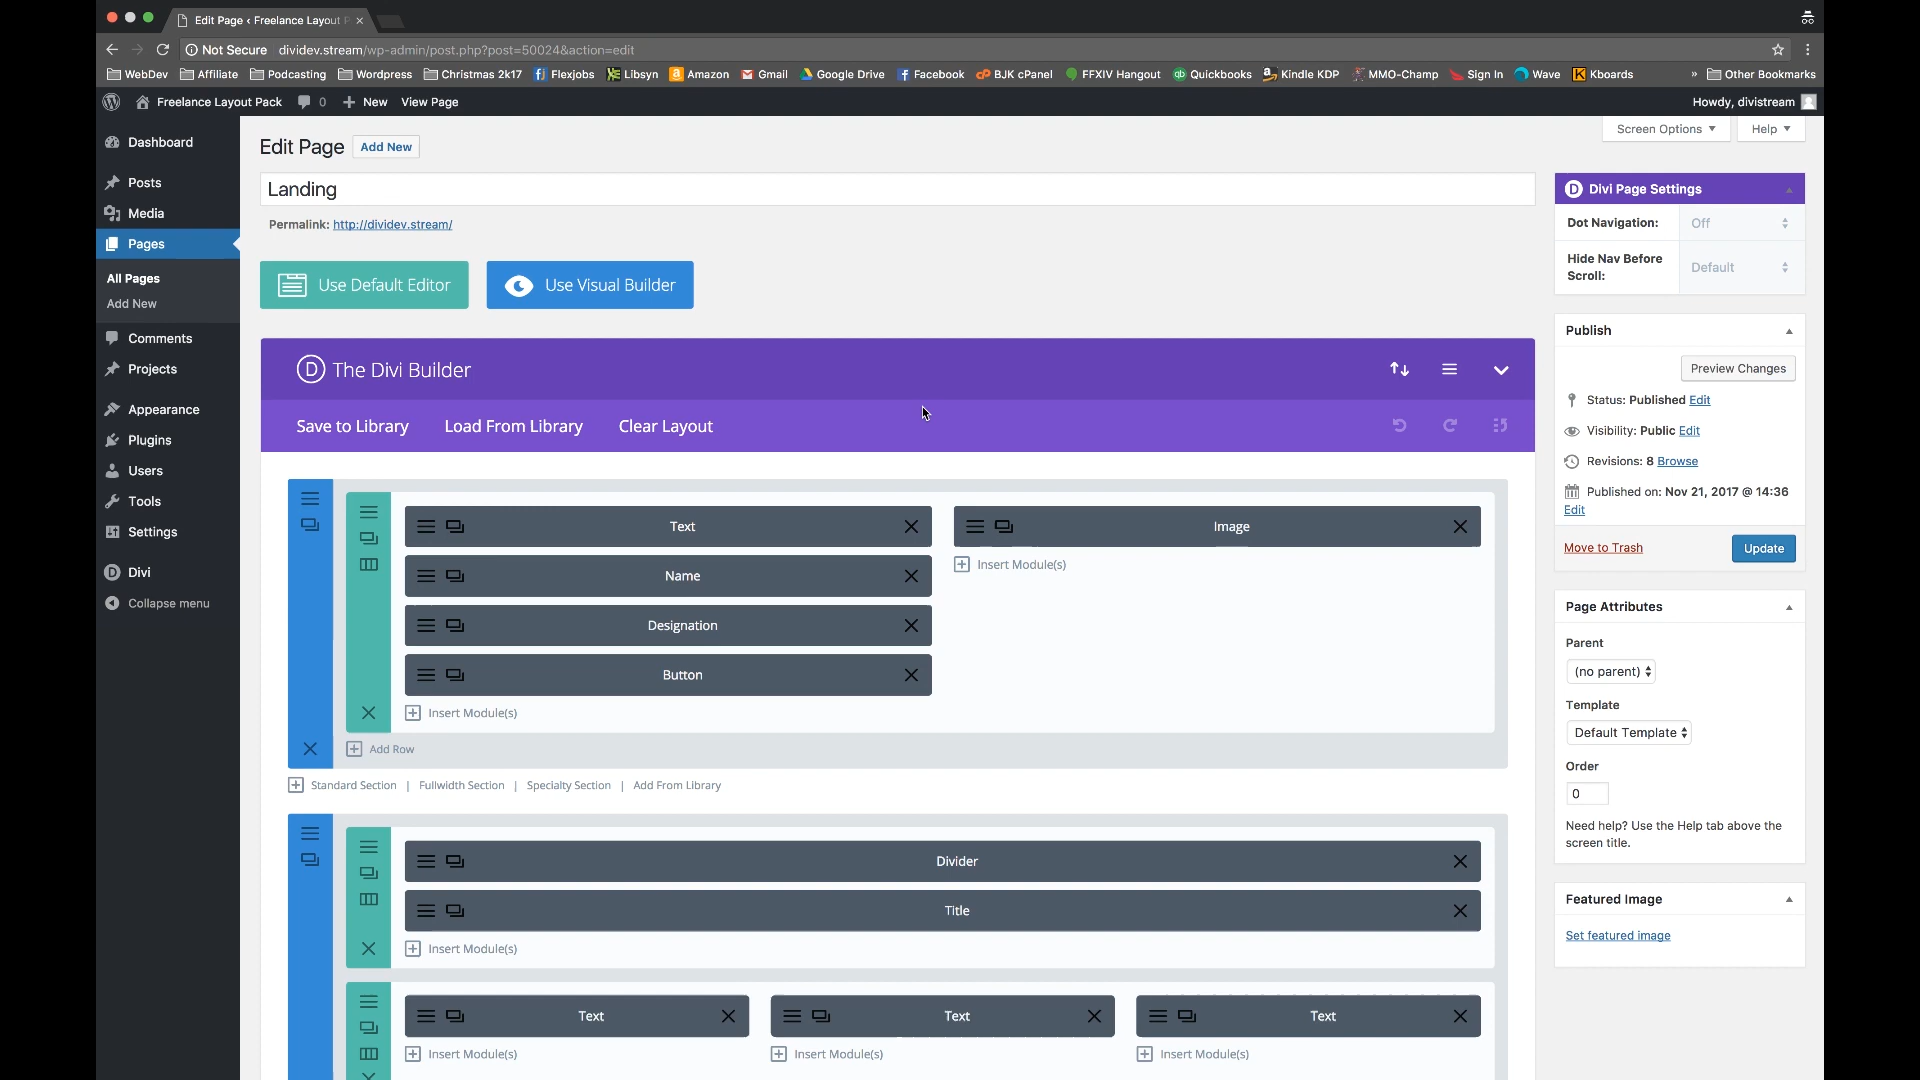 Edit Page ‹ Freelance Layout P
Not Secure dividev.stream/wp-admin/post.php?post=50024&action=edit
WebDev Affiliate Podcasting Wordpress Christmas 2k17 Flexjobs Libsyn Amazon Gmail Google Drive Facebook BJK cPanel FFXIV Hangout Quickbooks Kindle KDP MMO-Champ Sign In Wave Kboards » Other Bookmarks
Freelance Layout Pack 0 New View Page Howdy, divistream
Screen Options Help
Dashboard
Posts
Media
Pages
All Pages
Add New
Comments
Projects
Appearance
Plugins
Users
Tools
Settings
Divi
Collapse menu
Edit Page Add New
Landing
Permalink: http://dividev.stream/
Use Default Editor Use Visual Builder
The Divi Builder
Save to Library Load From Library Clear Layout
Text Image
Insert Module(s)
Name
Designation
Button
Insert Module(s)
Add Row
Standard Section | Fullwidth Section | Specialty Section | Add From Library
Divider
Title
Insert Module(s)
Text Text Text
Insert Module(s) Insert Module(s) Insert Module(s)
Divi Page Settings
Dot Navigation: Off
Hide Nav Before
Scroll:
Default
Publish
Preview Changes
Status: Published Edit
Visibility: Public Edit
Revisions: 8 Browse
Published on: Nov 21, 2017 @ 14:36
Edit
Move to Trash Update
Page Attributes
Parent
(no parent)
Template
Default Template
Order
0
Need help? Use the Help tab above the
screen title.
Featured Image
Set featured image